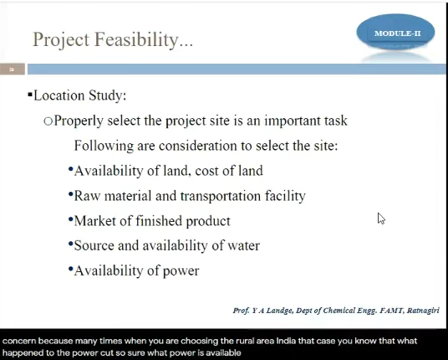 Project Feasibility...
MODULE-II
▪Location Study:
○Properly select the project site is an important task
Following are consideration to select the site:
•Availability of land, cost of land
•Raw material and transportation facility
•Market of finished product
•Source and availability of water
•Availability of power
Prof. Y A Landge, Dept of Chemical Engg. FAMT, Ratnagiri
concern because many times when you are choosing the rural area India that case you know that what
happened to the power cut so sure what power is available